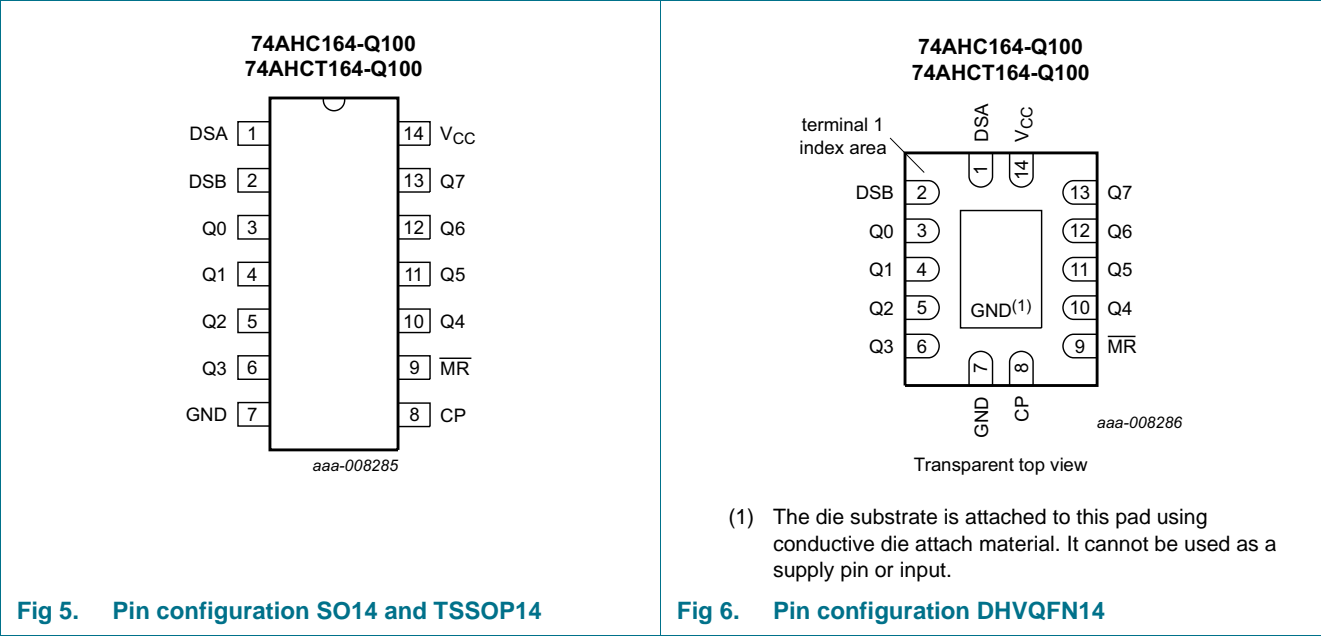 74AHC164-Q100
74AHCT164-Q100
DSA 1 14 VCC
DSB 2 13 Q7
Q0 3 12 Q6
Q1 4 11 Q5
Q2 5 10 Q4
Q3 6 9 M̅R̅
GND 7 8 CP
aaa-008285
Fig 5. Pin configuration SO14 and TSSOP14
74AHC164-Q100
74AHCT164-Q100
terminal 1
index area
DSA VCC
1 14
DSB 2 13 Q7
Q0 3 12 Q6
Q1 4 11 Q5
Q2 5 GND(1) 10 Q4
Q3 6 9 M̅R̅
7 8
GND CP
aaa-008286
Transparent top view
(1) The die substrate is attached to this pad using
conductive die attach material. It cannot be used as a
supply pin or input.
Fig 6. Pin configuration DHVQFN14